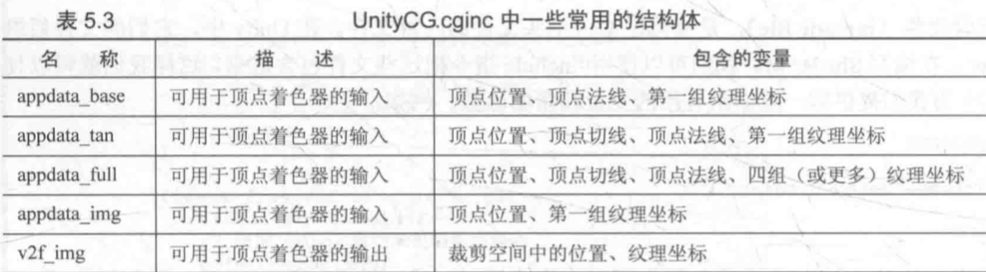 表 5.3 UnityCG.cginc 中一些常用的结构体
名 称 描 述 包含的变量
appdata_base 可用于顶点着色器的输入 顶点位置、顶点法线、第一组纹理坐标
appdata_tan 可用于顶点着色器的输入 顶点位置、顶点切线、顶点法线、第一组纹理坐标
appdata_full 可用于顶点着色器的输入 顶点位置、顶点切线、顶点法线、四组（或更多）纹理坐标
appdata_img 可用于顶点着色器的输入 顶点位置、第一组纹理坐标
v2f_img 可用于顶点着色器的输出 裁剪空间中的位置、纹理坐标